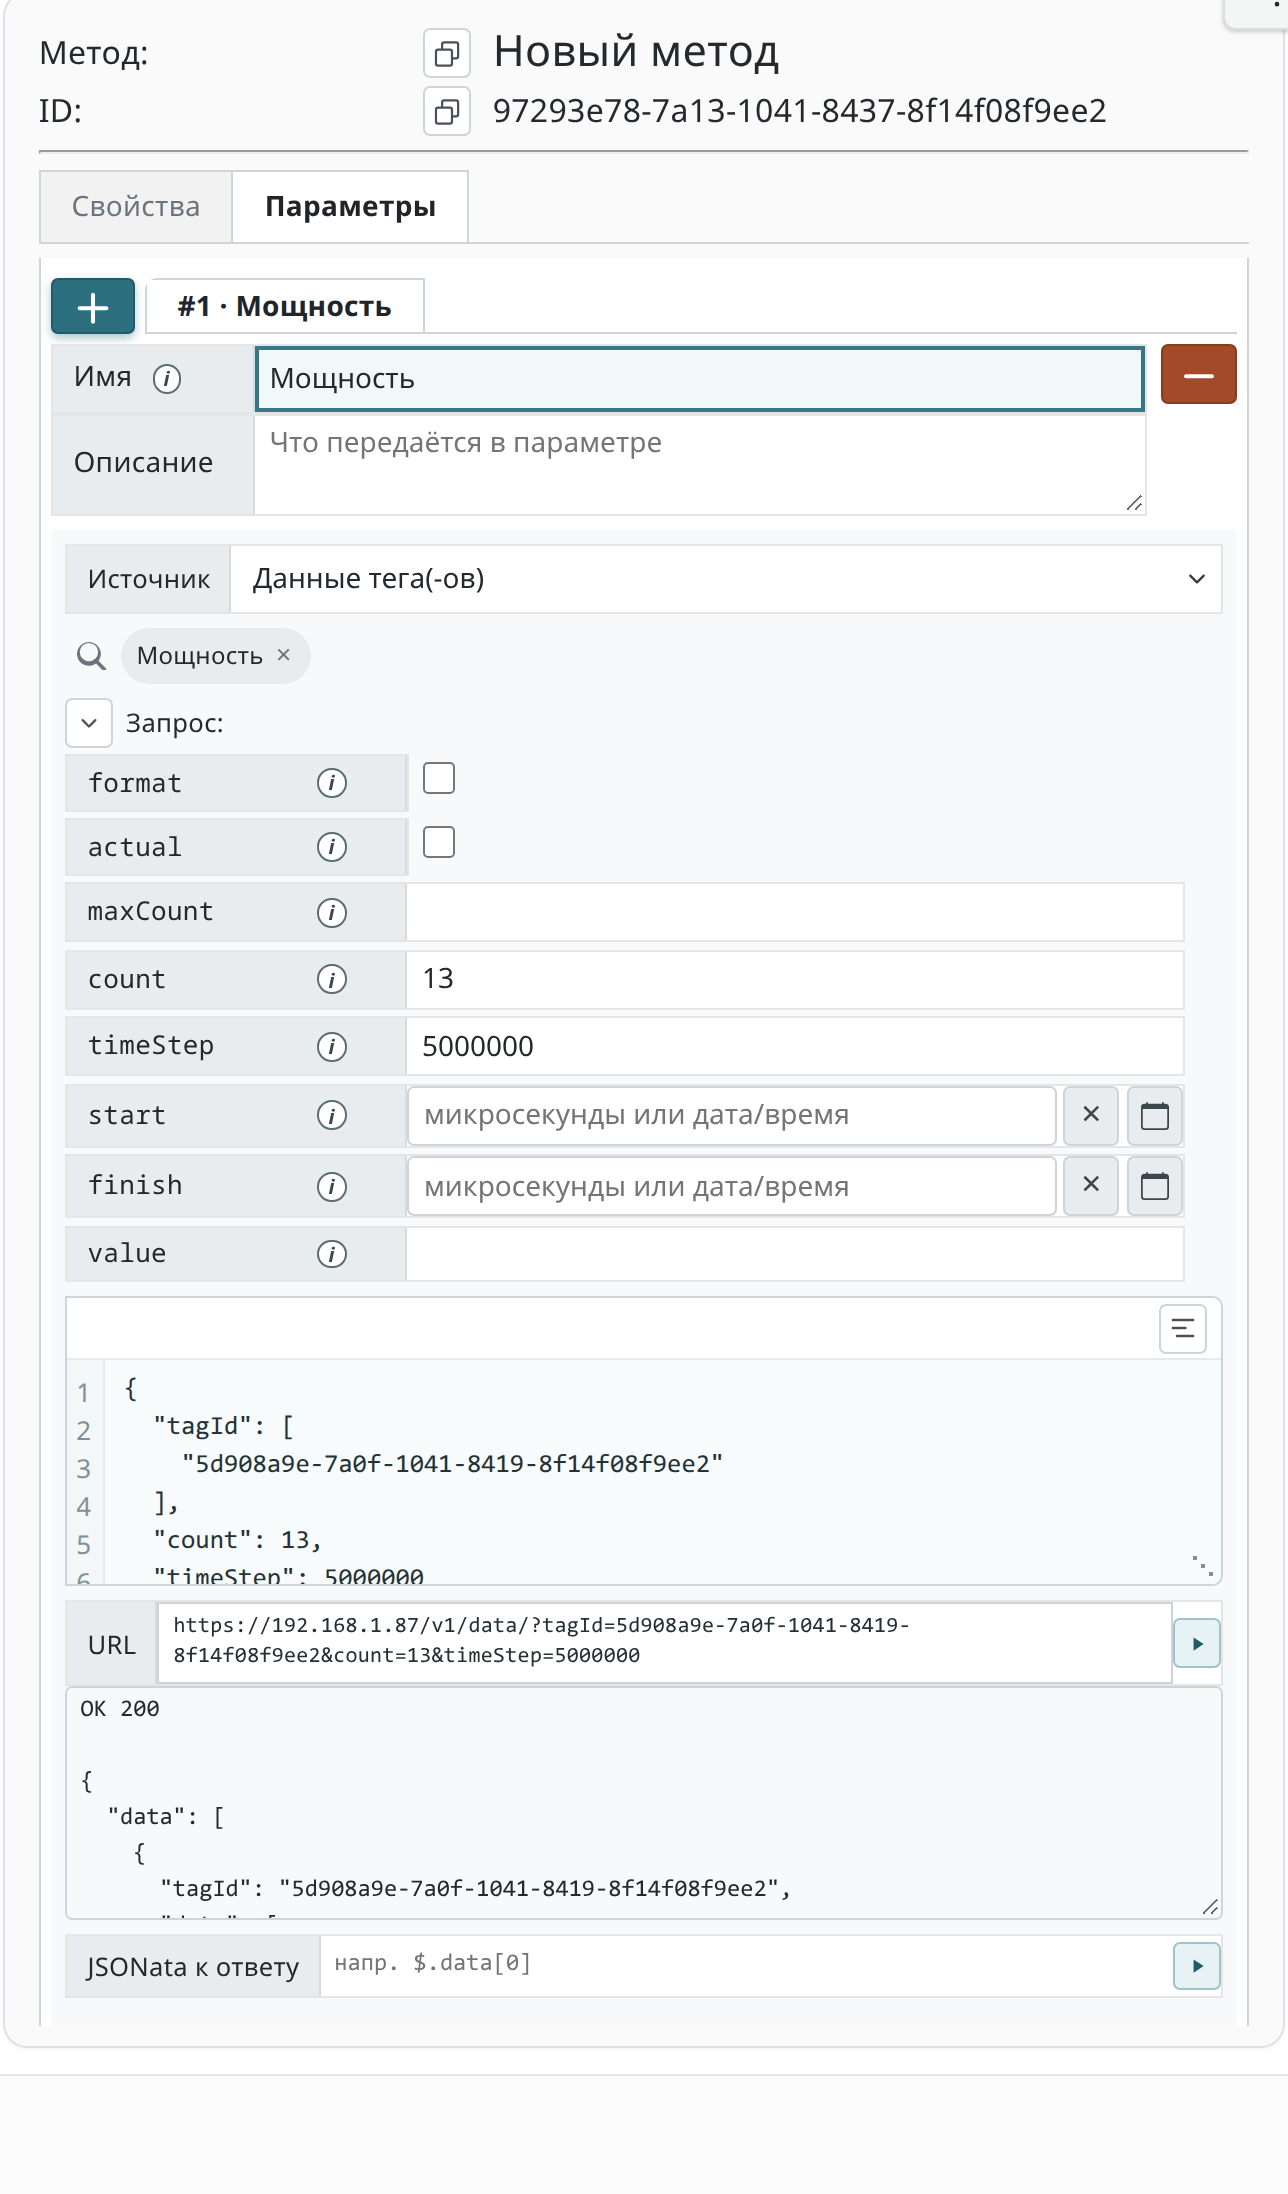 Метод: Новый метод
ID: 97293e78-7a13-1041-8437-8f14f08f9ee2
Свойства Параметры
#1 · Мощность
Имя i Мощность
Описание Что передаётся в параметре
Источник Данные тега(-ов)
Мощность ×
Запрос:
format i
actual i
maxCount i
count i 13
timeStep i 5000000
start i микросекунды или дата/время ×
finish i микросекунды или дата/время ×
value i
1 {
2 "tagId": [
3 "5d908a9e-7a0f-1041-8419-8f14f08f9ee2"
4 ],
5 "count": 13,
6 "timeStep": 5000000
URL https://192.168.1.87/v1/data/?tagId=5d908a9e-7a0f-1041-8419-
8f14f08f9ee2&count=13&timeStep=5000000
OK 200
{
"data": [
{
"tagId": "5d908a9e-7a0f-1041-8419-8f14f08f9ee2",
JSONata к ответу напр. $.data[0]